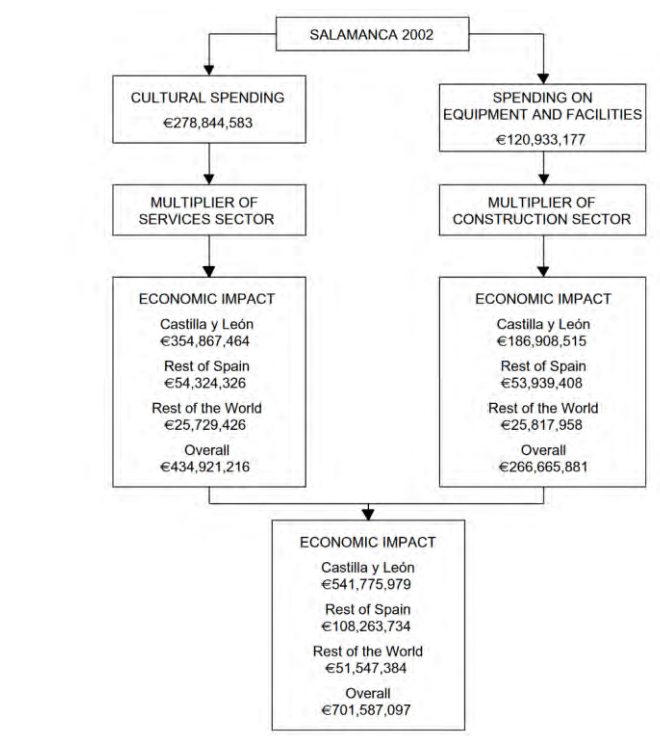 SALAMANCA 2002
CULTURAL SPENDING
€278,844,583
SPENDING ON
EQUIPMENT AND FACILITIES
€120,933,177
MULTIPLIER OF
SERVICES SECTOR
MULTIPLIER OF
CONSTRUCTION SECTOR
ECONOMIC IMPACT
Castilla y León
€354,867,464
Rest of Spain
€54,324,326
Rest of the World
€25,729,426
Overall
€434,921,216
ECONOMIC IMPACT
Castilla y León
€186,908,515
Rest of Spain
€53,939,408
Rest of the World
€25,817,958
Overall
€266,665,881
ECONOMIC IMPACT
Castilla y León
€541,775,979
Rest of Spain
€108,263,734
Rest of the World
€51,547,384
Overall
€701,587,097